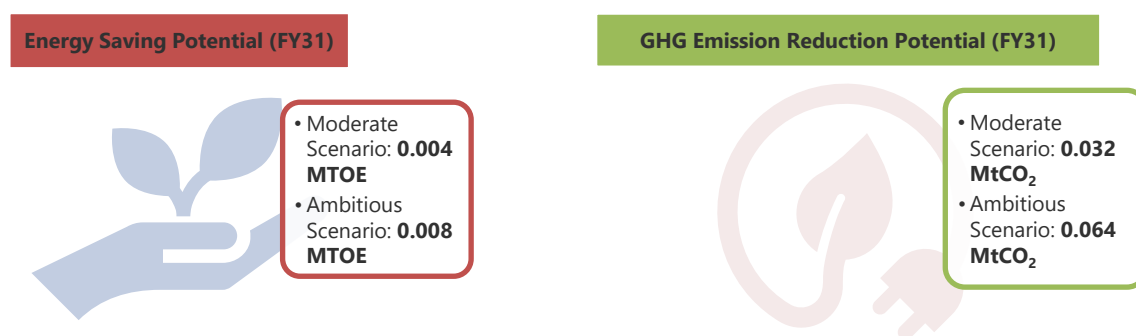 Energy Saving Potential (FY31)
• Moderate
Scenario: 0.004
MTOE
• Ambitious
Scenario: 0.008
MTOE
GHG Emission Reduction Potential (FY31)
• Moderate
Scenario: 0.032
MtCO₂
• Ambitious
Scenario: 0.064
MtCO₂